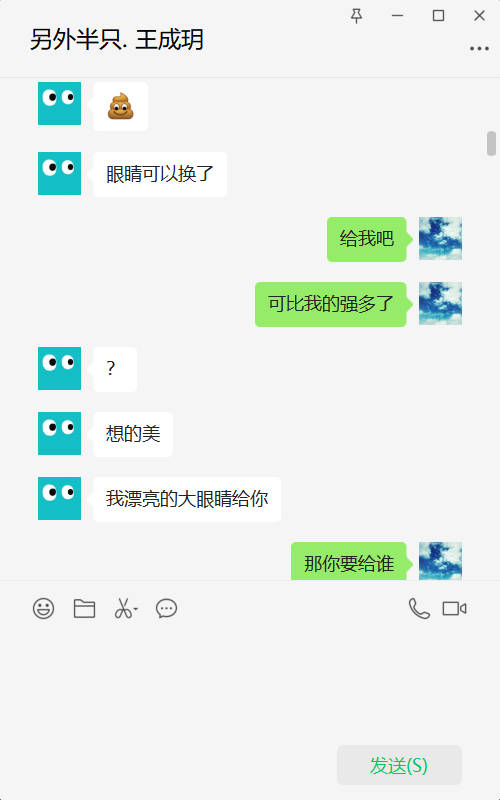 另外半只. 王成玥
眼睛可以换了
给我吧
可比我的强多了
?
想的美
我漂亮的大眼睛给你
那你要给谁
发送(S)